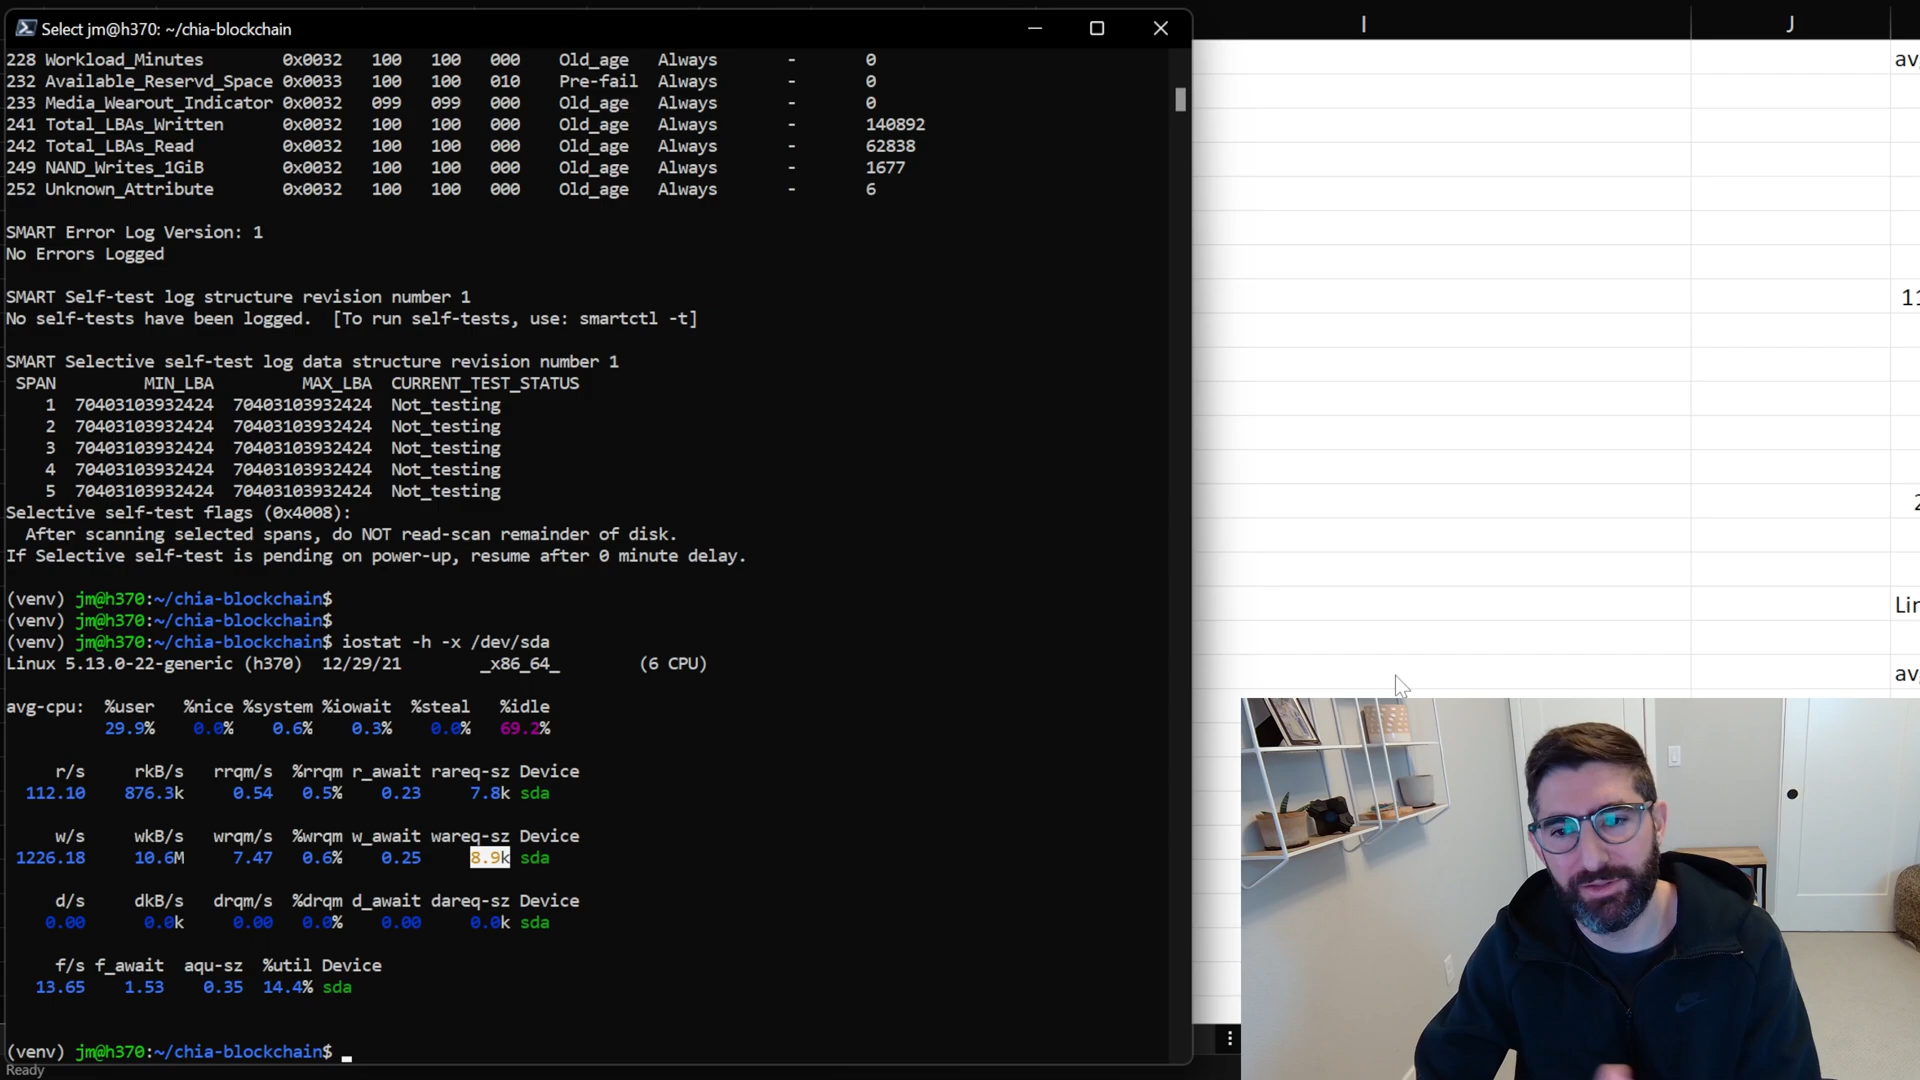 Select jm@h370: ~/chia-blockchain
I J
228 Workload_Minutes 0x0032 100 100 000 Old_age Always - 0
232 Available_Reservd_Space 0x0033 100 100 010 Pre-fail Always - 0
233 Media_Wearout_Indicator 0x0032 099 099 000 Old_age Always - 0
241 Total_LBAs_Written 0x0032 100 100 000 Old_age Always - 140892
242 Total_LBAs_Read 0x0032 100 100 000 Old_age Always - 62838
249 NAND_Writes_1GiB 0x0032 100 100 000 Old_age Always - 1677
252 Unknown_Attribute 0x0032 100 100 000 Old_age Always - 6
SMART Error Log Version: 1
No Errors Logged
SMART Self-test log structure revision number 1
No self-tests have been logged.  [To run self-tests, use: smartctl -t]
SMART Selective self-test log data structure revision number 1
SPAN MIN_LBA MAX_LBA CURRENT_TEST_STATUS
1 70403103932424 70403103932424 Not_testing
2 70403103932424 70403103932424 Not_testing
3 70403103932424 70403103932424 Not_testing
4 70403103932424 70403103932424 Not_testing
5 70403103932424 70403103932424 Not_testing
Selective self-test flags (0x4008):
After scanning selected spans, do NOT read-scan remainder of disk.
If Selective self-test is pending on power-up, resume after 0 minute delay.
(venv) jm@h370:~/chia-blockchain$
(venv) jm@h370:~/chia-blockchain$
(venv) jm@h370:~/chia-blockchain$ iostat -h -x /dev/sda
Linux 5.13.0-22-generic (h370) 12/29/21 _x86_64_ (6 CPU)
avg-cpu: %user %nice %system %iowait %steal %idle
29.9% 0.0% 0.6% 0.3% 0.0% 69.2%
r/s rkB/s rrqm/s %rrqm r_await rareq-sz Device
112.10 876.3k 0.54 0.5% 0.23 7.8k sda
w/s wkB/s wrqm/s %wrqm w_await wareq-sz Device
1226.18 10.6M 7.47 0.6% 0.25 8.9k sda
d/s dkB/s drqm/s %drqm d_await dareq-sz Device
0.00 0.0k 0.00 0.0% 0.00 0.0k sda
f/s f_await aqu-sz %util Device
13.65 1.53 0.35 14.4% sda
(venv) jm@h370:~/chia-blockchain$
Ready